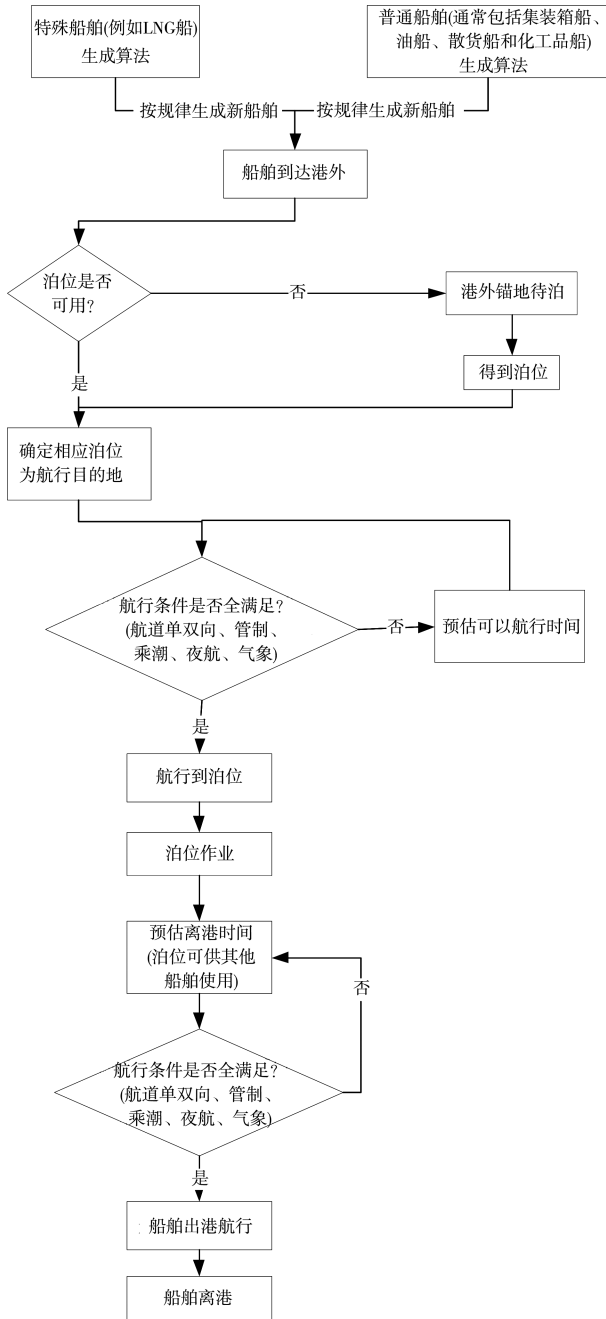 特殊船舶(例如LNG船)
生成算法
普通船舶(通常包括集装箱船、
油船、散货船和化工品船)
生成算法
按规律生成新船舶
按规律生成新船舶
船舶到达港外
泊位是否
可用?
否
港外锚地待泊
是
得到泊位
确定相应泊位
为航行目的地
航行条件是否全满足?
(航道单双向、管制、
乘潮、夜航、气象)
否
预估可以航行时间
是
航行到泊位
泊位作业
预估离港时间
(泊位可供其他
船舶使用)
否
航行条件是否全满足?
(航道单双向、管制、
乘潮、夜航、气象)
是
船舶出港航行
船舶离港